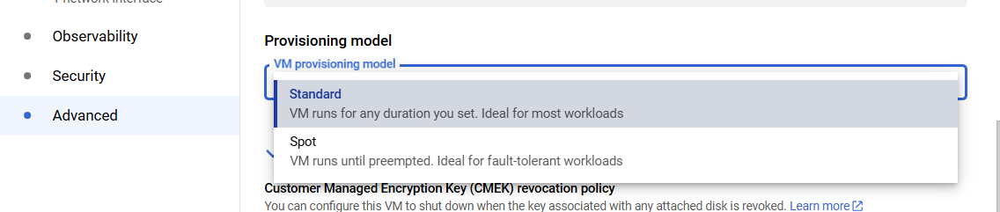 Observability
Security
Advanced
Provisioning model
VM provisioning model
Standard
VM runs for any duration you set. Ideal for most workloads
Spot
VM runs until preempted. Ideal for fault-tolerant workloads
Customer Managed Encryption Key (CMEK) revocation policy
You can configure this VM to shut down when the key associated with any attached disk is revoked. Learn more